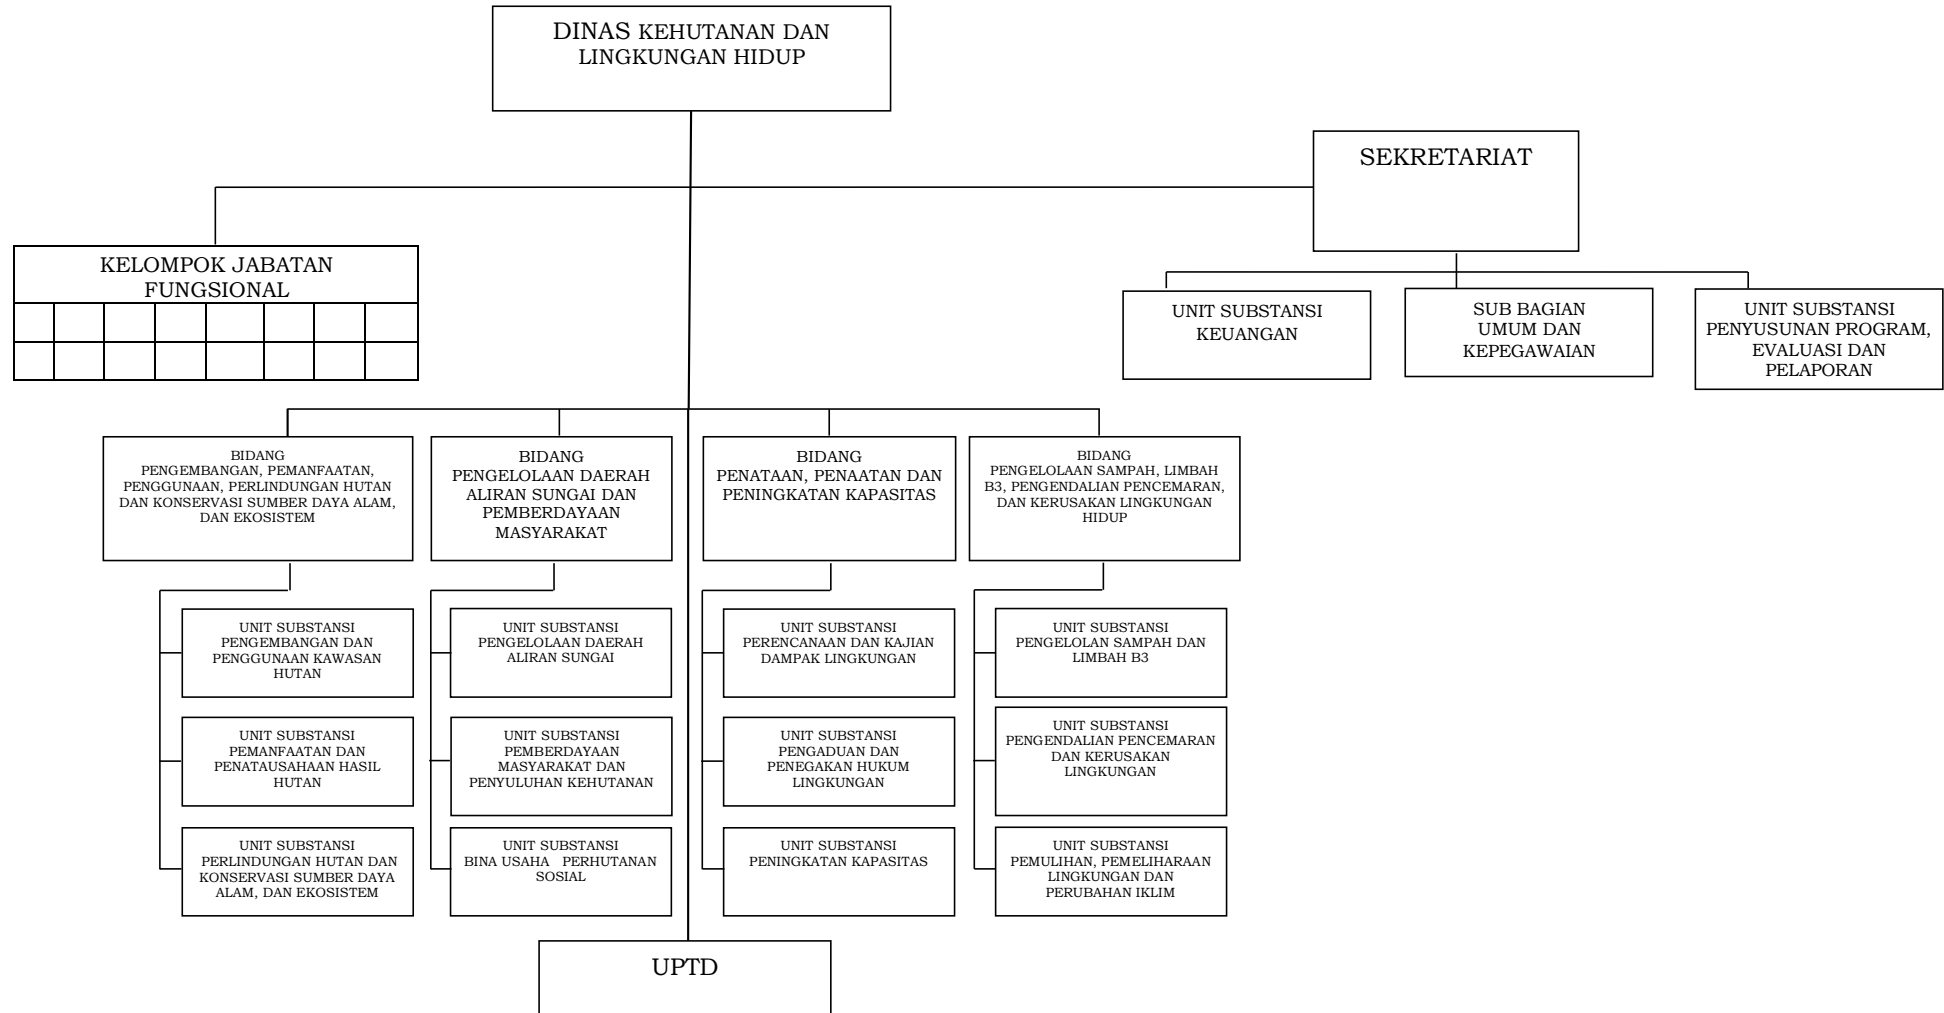 DINAS KEHUTANAN DAN
LINGKUNGAN HIDUP
SEKRETARIAT
KELOMPOK JABATAN
FUNGSIONAL
UNIT SUBSTANSI
KEUANGAN
SUB BAGIAN
UMUM DAN
KEPEGAWAIAN
UNIT SUBSTANSI
PENYUSUNAN PROGRAM,
EVALUASI DAN
PELAPORAN
BIDANG
PENGEMBANGAN, PEMANFAATAN,
PENGGUNAAN, PERLINDUNGAN HUTAN
DAN KONSERVASI SUMBER DAYA ALAM,
DAN EKOSISTEM
BIDANG
PENGELOLAAN DAERAH
ALIRAN SUNGAI DAN
PEMBERDAYAAN
MASYARAKAT
BIDANG
PENATAAN, PENAATAN DAN
PENINGKATAN KAPASITAS
BIDANG
PENGELOLAAN SAMPAH, LIMBAH
B3, PENGENDALIAN PENCEMARAN,
DAN KERUSAKAN LINGKUNGAN
HIDUP
UNIT SUBSTANSI
PENGEMBANGAN DAN
PENGGUNAAN KAWASAN
HUTAN
UNIT SUBSTANSI
PENGELOLAAN DAERAH
ALIRAN SUNGAI
UNIT SUBSTANSI
PERENCANAAN DAN KAJIAN
DAMPAK LINGKUNGAN
UNIT SUBSTANSI
PENGELOLAN SAMPAH DAN
LIMBAH B3
UNIT SUBSTANSI
PEMANFAATAN DAN
PENATAUSAHAAN HASIL
HUTAN
UNIT SUBSTANSI
PEMBERDAYAAN
MASYARAKAT DAN
PENYULUHAN KEHUTANAN
UNIT SUBSTANSI
PENGADUAN DAN
PENEGAKAN HUKUM
LINGKUNGAN
UNIT SUBSTANSI
PENGENDALIAN PENCEMARAN
DAN KERUSAKAN
LINGKUNGAN
UNIT SUBSTANSI
PERLINDUNGAN HUTAN DAN
KONSERVASI SUMBER DAYA
ALAM, DAN EKOSISTEM
UNIT SUBSTANSI
BINA USAHA PERHUTANAN
SOSIAL
UNIT SUBSTANSI
PENINGKATAN KAPASITAS
UNIT SUBSTANSI
PEMULIHAN, PEMELIHARAAN
LINGKUNGAN DAN
PERUBAHAN IKLIM
UPTD